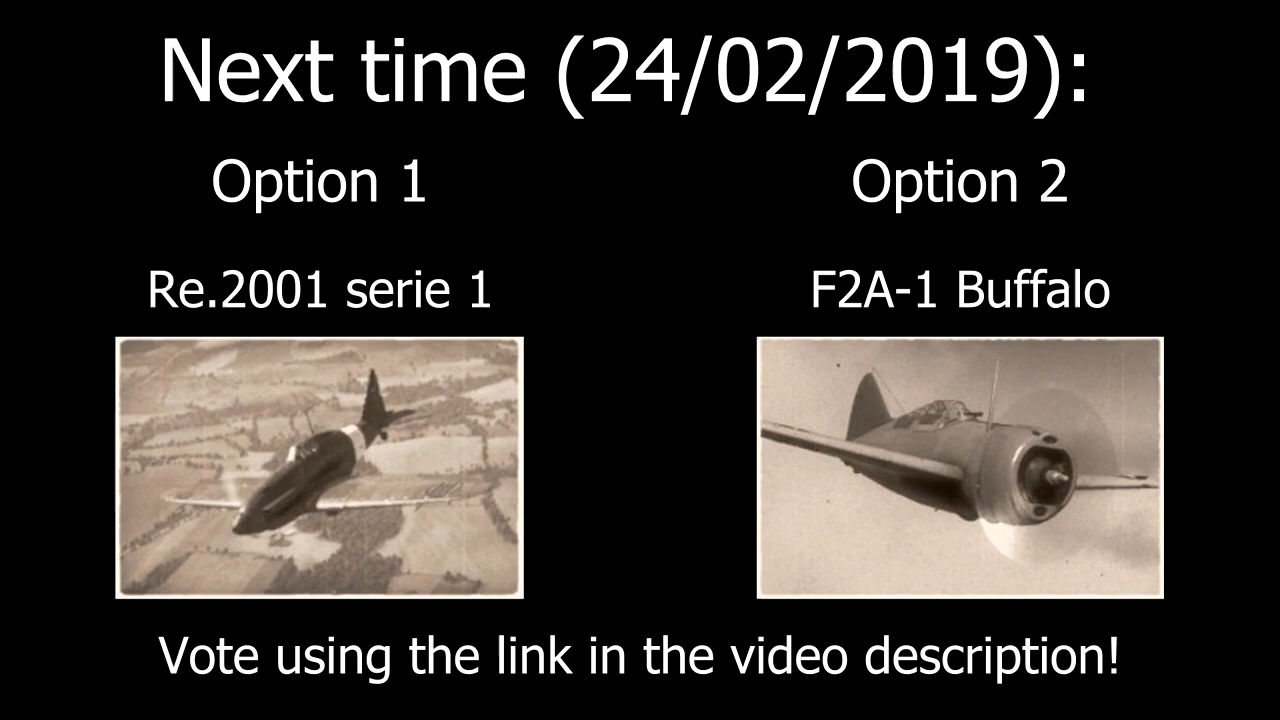 Next time (24/02/2019):
Option 1
Option 2
Re.2001 serie 1
F2A-1 Buffalo
Vote using the link in the video description!